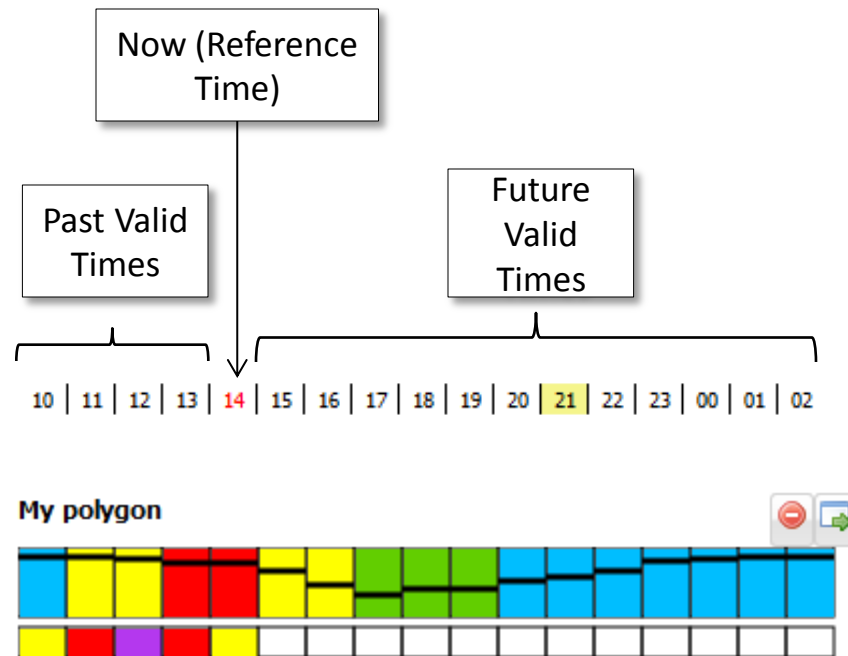 Now (Reference
Time)
Past Valid
Times
Future
Valid
Times
10 | 11 | 12 | 13 | 14 | 15 | 16 | 17 | 18 | 19 | 20 | 21 | 22 | 23 | 00 | 01 | 02
My polygon